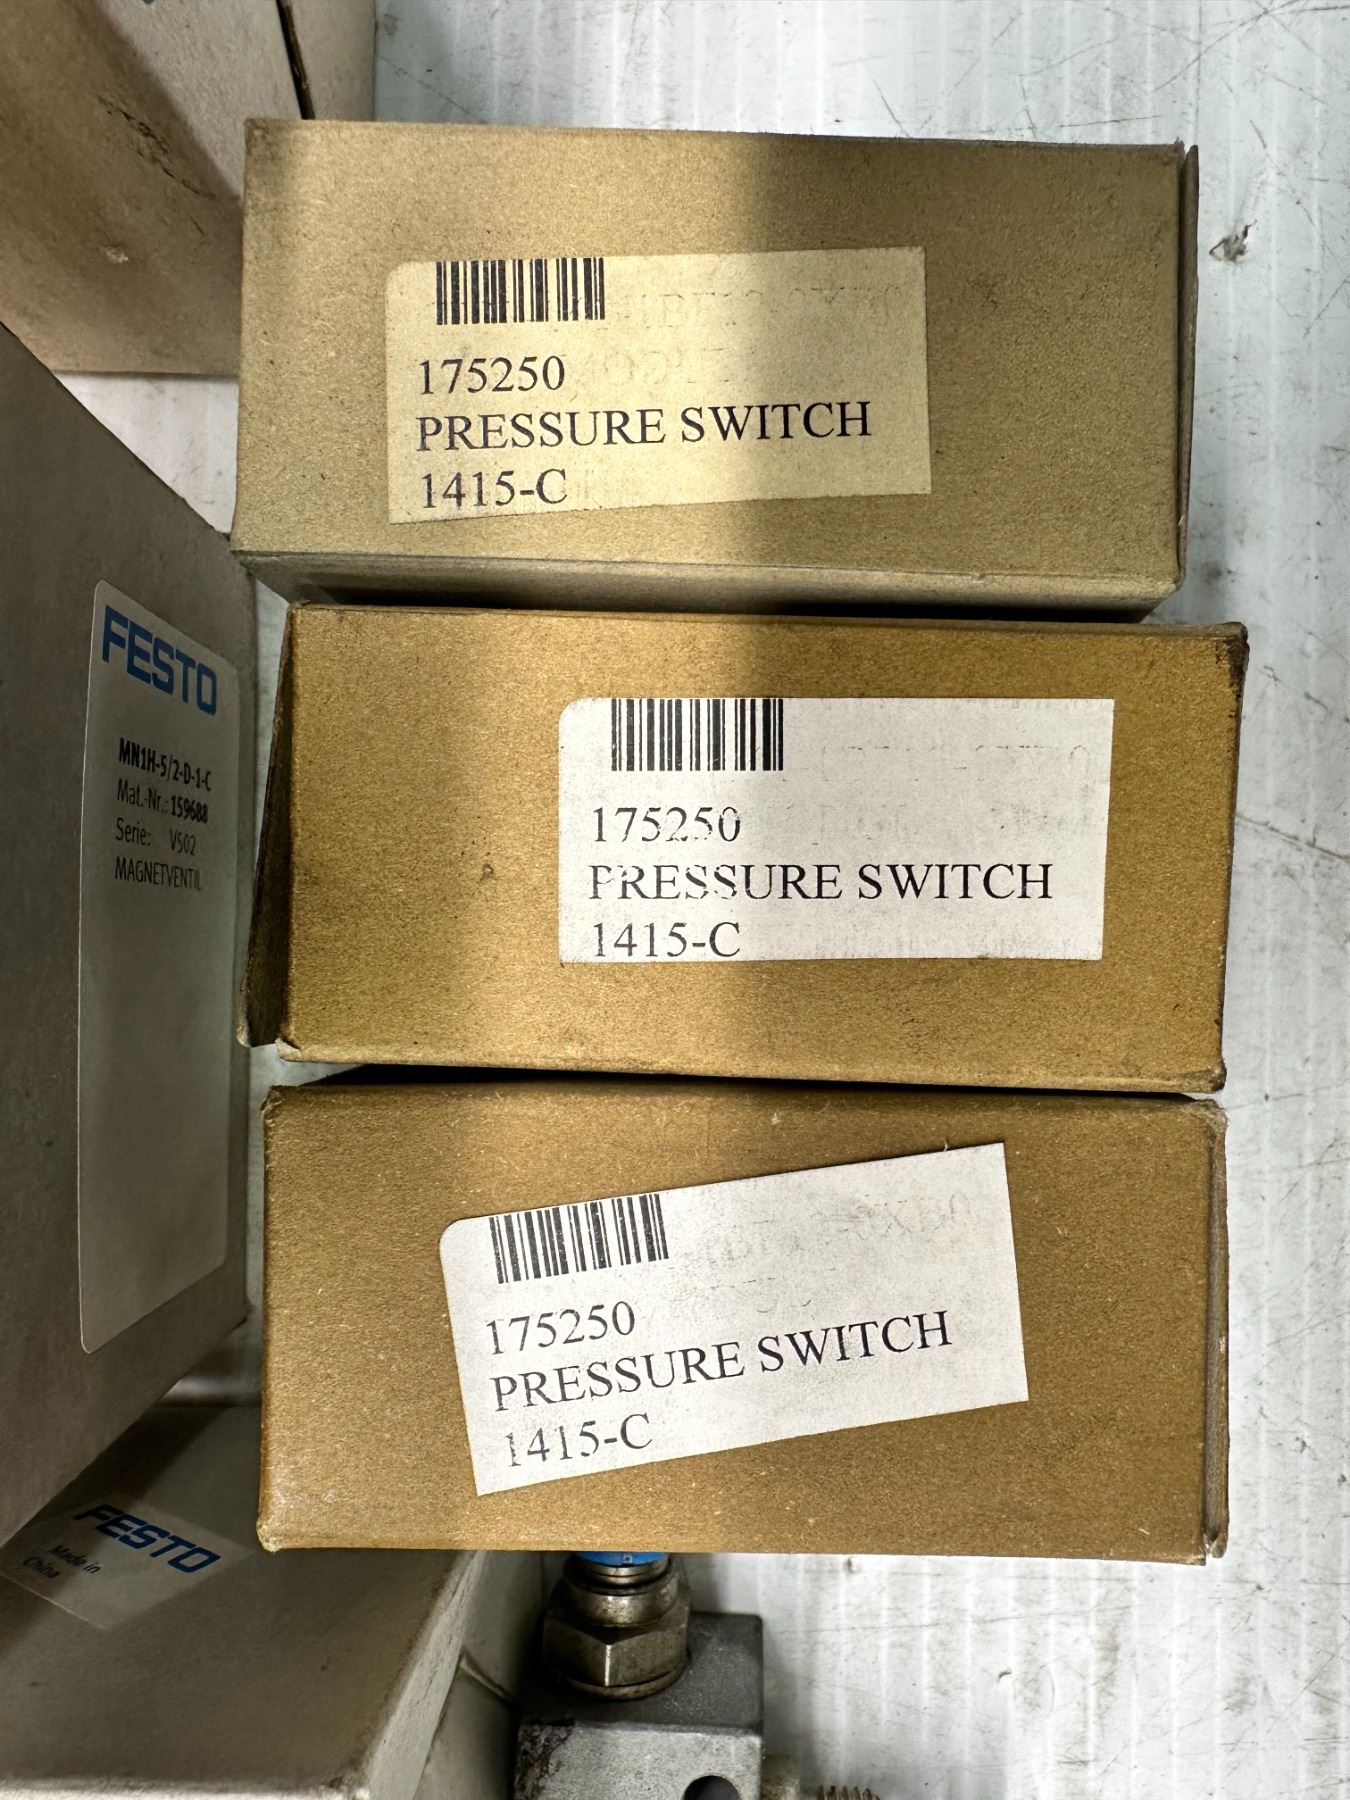 175250
PRESSURE SWITCH
1415-C
175250
PRESSURE SWITCH
1415-C
175250
PRESSURE SWITCH
1415-C
FESTO
MN1H-5/2-D-1-C
Mat.-Nr.: 159688
Serie: V502
MAGNETVENTIL
FESTO
Made in
China